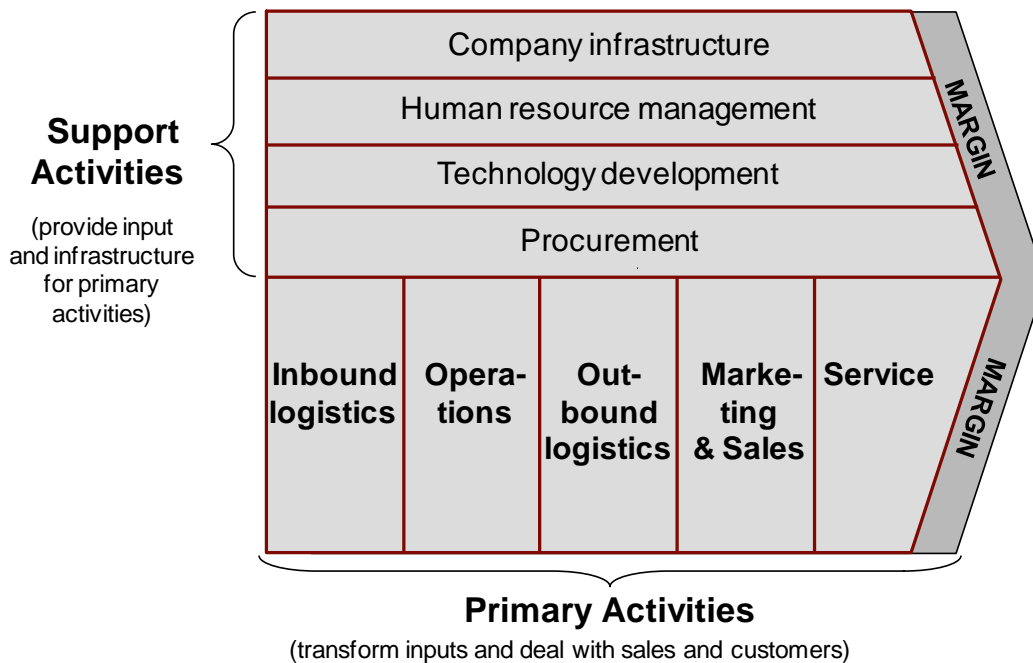 Company infrastructure
Human resource management
Technology development
Procurement
MARGIN
MARGIN
Support
Activities
(provide input
and infrastructure
for primary
activities)
Inbound
logistics
Opera-
tions
Out-
bound
logistics
Marke-
ting
& Sales
Service
Primary Activities
(transform inputs and deal with sales and customers)